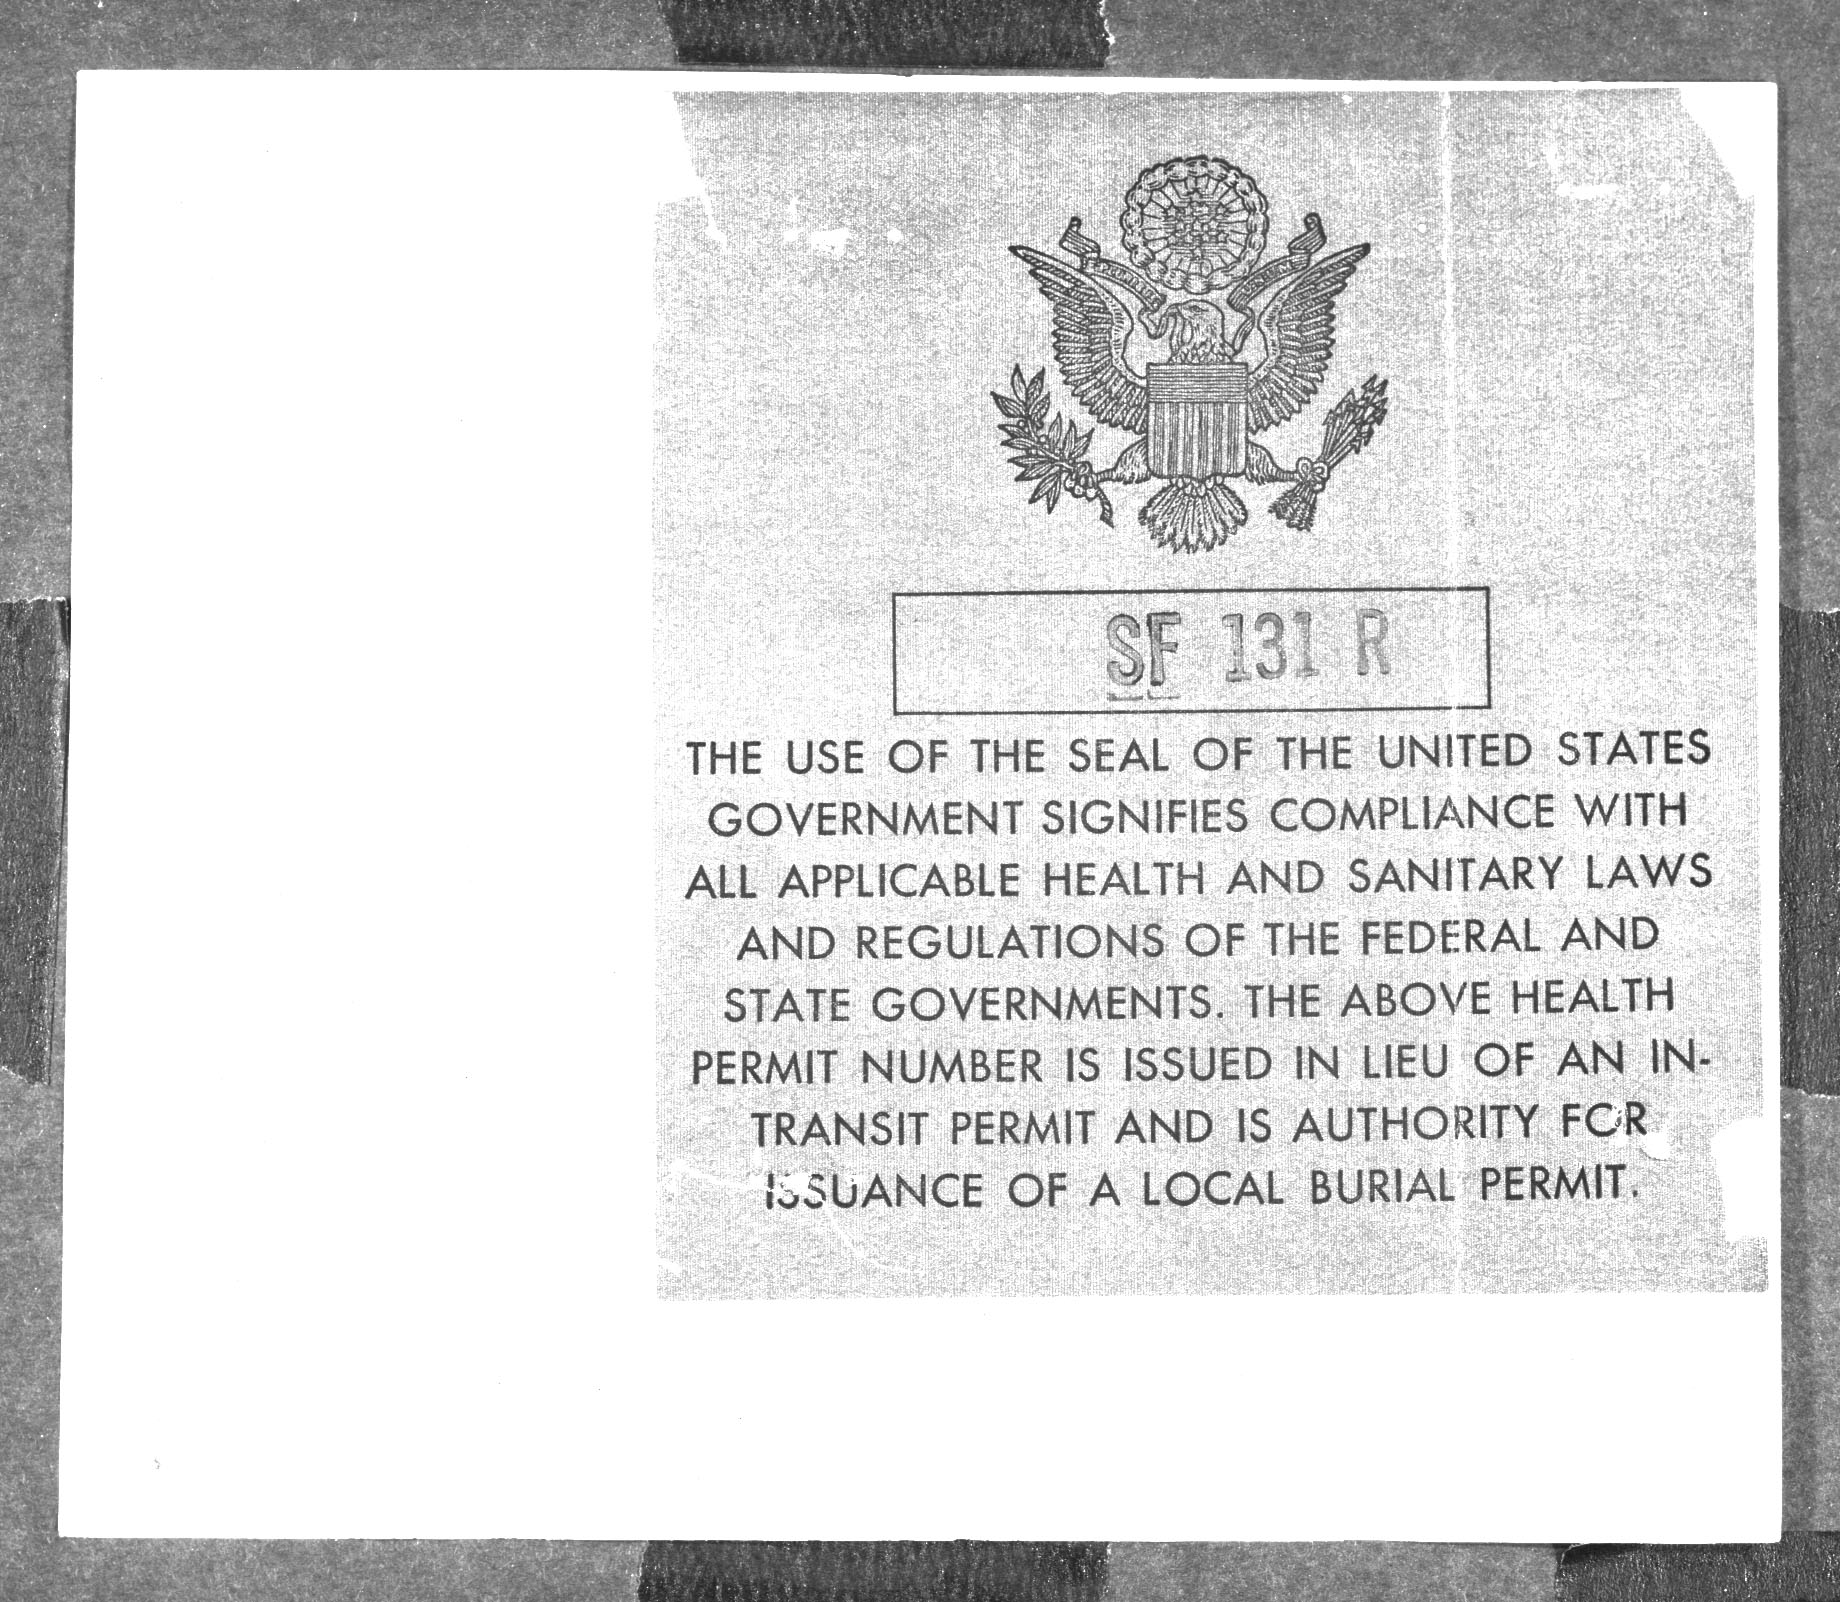 SF 131 R
THE USE OF THE SEAL OF THE UNITED STATES
GOVERNMENT SIGNIFIES COMPLIANCE WITH
ALL APPLICABLE HEALTH AND SANITARY LAWS
AND REGULATIONS OF THE FEDERAL AND
STATE GOVERNMENTS. THE ABOVE HEALTH
PERMIT NUMBER IS ISSUED IN LIEU OF AN IN-
TRANSIT PERMIT AND IS AUTHORITY FOR
ISSUANCE OF A LOCAL BURIAL PERMIT.